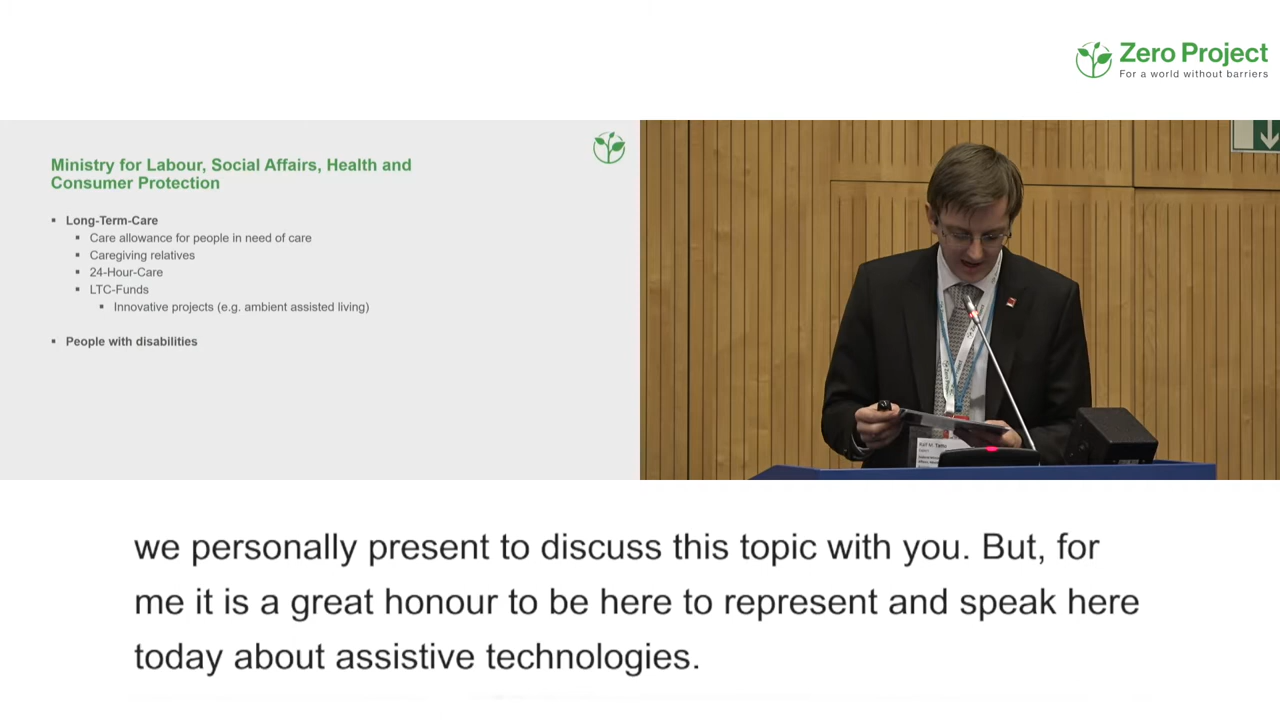 Zero Project
For a world without barriers
Ministry for Labour, Social Affairs, Health and
Consumer Protection
▪ Long-Term-Care
▪ Care allowance for people in need of care
▪ Caregiving relatives
▪ 24-Hour-Care
▪ LTC-Funds
▪ Innovative projects (e.g. ambient assisted living)
▪ People with disabilities
we personally present to discuss this topic with you. But, for
me it is a great honour to be here to represent and speak here
today about assistive technologies.